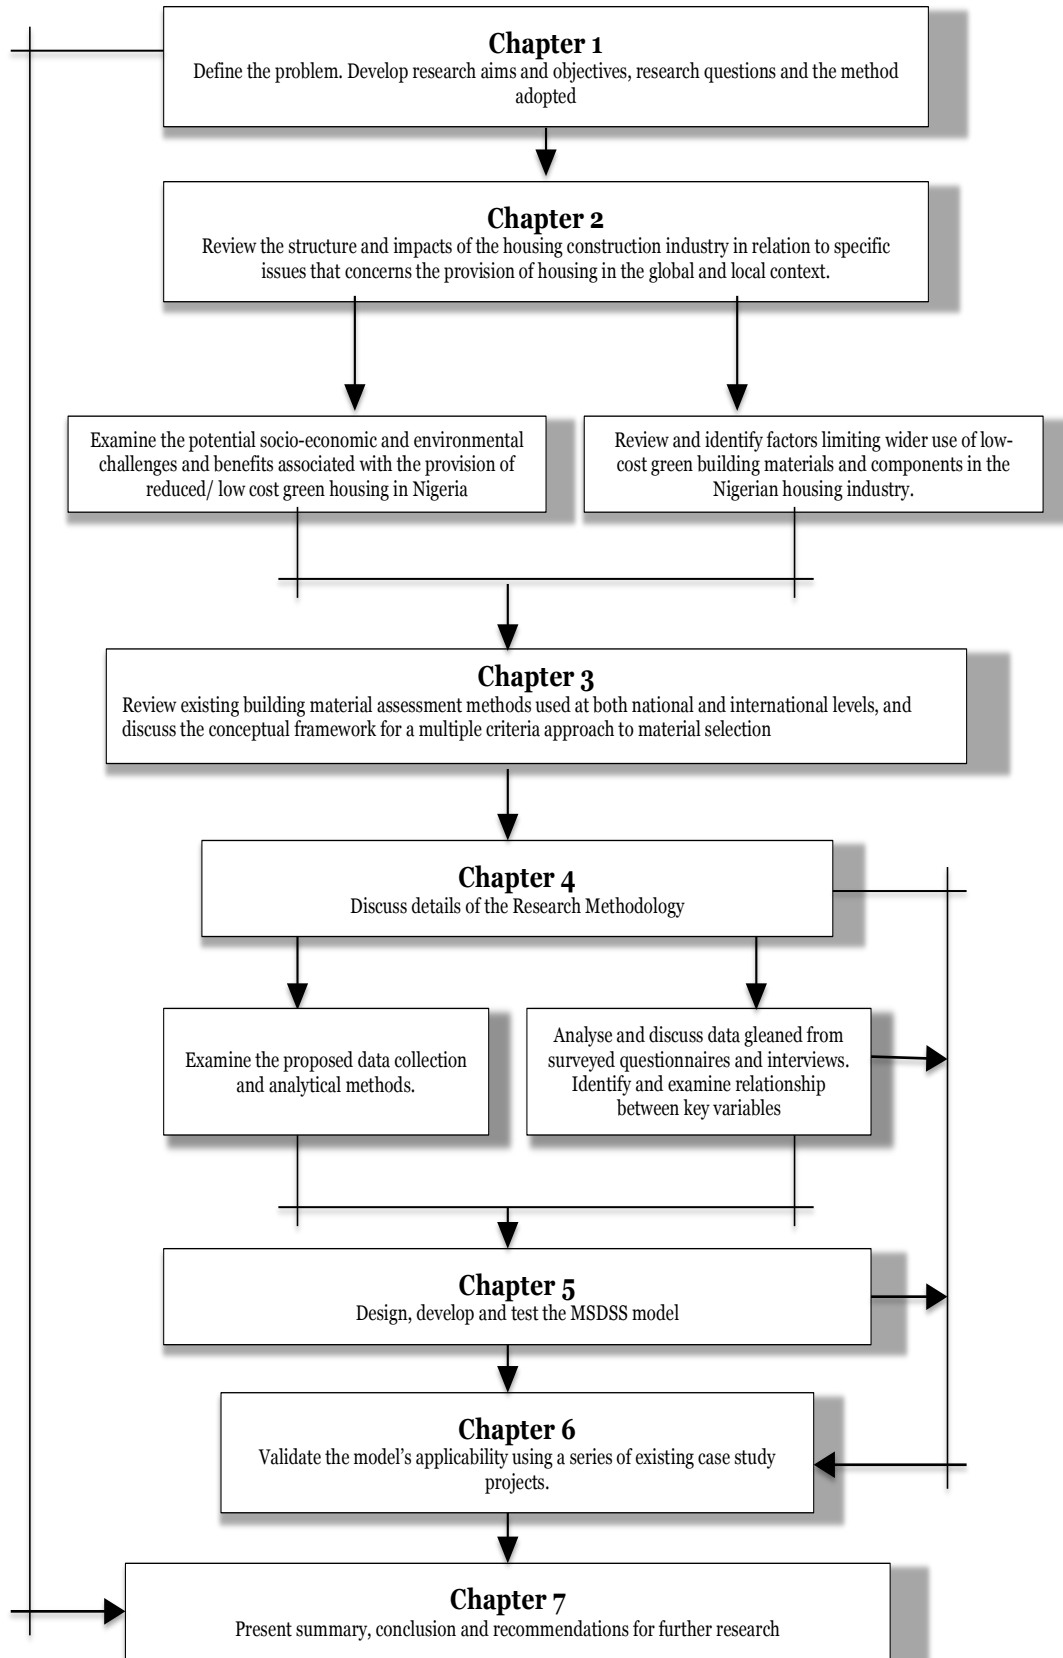 Chapter 1
Define the problem. Develop research aims and objectives, research questions and the method
adopted
Chapter 2
Review the structure and impacts of the housing construction industry in relation to specific
issues that concerns the provision of housing in the global and local context.
Examine the potential socio-economic and environmental
challenges and benefits associated with the provision of
reduced/ low cost green housing in Nigeria
Review and identify factors limiting wider use of low-
cost green building materials and components in the
Nigerian housing industry.
Chapter 3
Review existing building material assessment methods used at both national and international levels, and
discuss the conceptual framework for a multiple criteria approach to material selection
Chapter 4
Discuss details of the Research Methodology
Examine the proposed data collection
and analytical methods.
Analyse and discuss data gleaned from
surveyed questionnaires and interviews.
Identify and examine relationship
between key variables
Chapter 5
Design, develop and test the MSDSS model
Chapter 6
Validate the model's applicability using a series of existing case study
projects.
Chapter 7
Present summary, conclusion and recommendations for further research